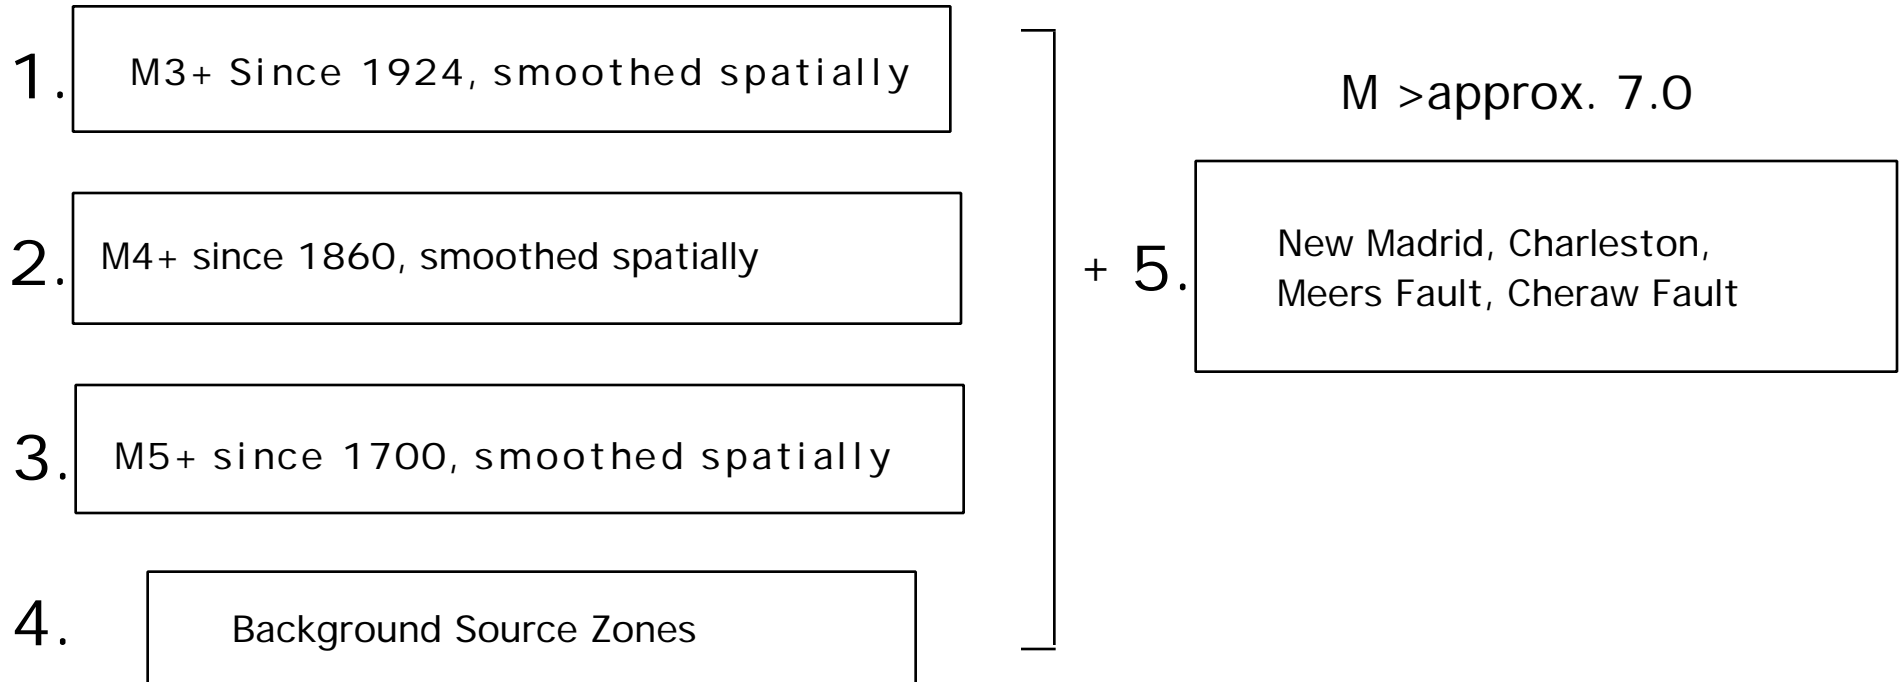 1. M3+ Since 1924, smoothed spatially
2. M4+ since 1860, smoothed spatially
3. M5+ since 1700, smoothed spatially
4. Background Source Zones
M >approx. 7.0
+ 5. New Madrid, Charleston,
Meers Fault, Cheraw Fault